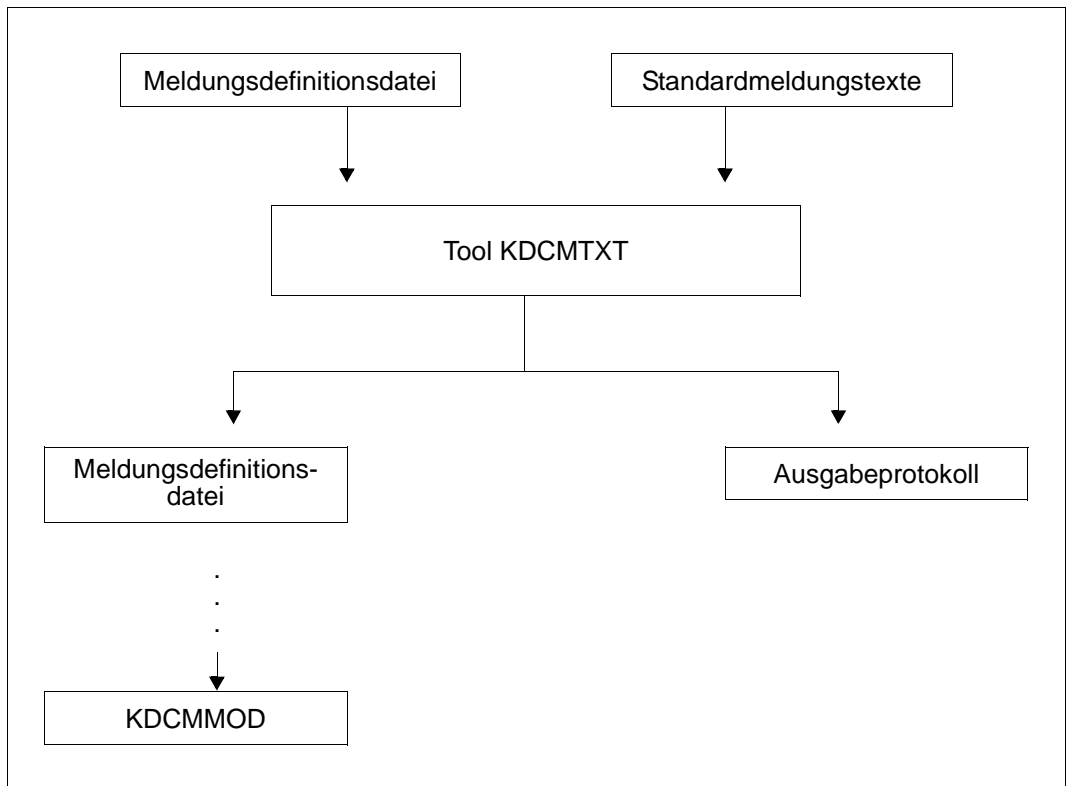 Meldungsdefinitionsdatei
Standardmeldungstexte
Tool KDCMTXT
Meldungsdefinitions-
datei
Ausgabeprotokoll
.
.
.
KDCMMOD